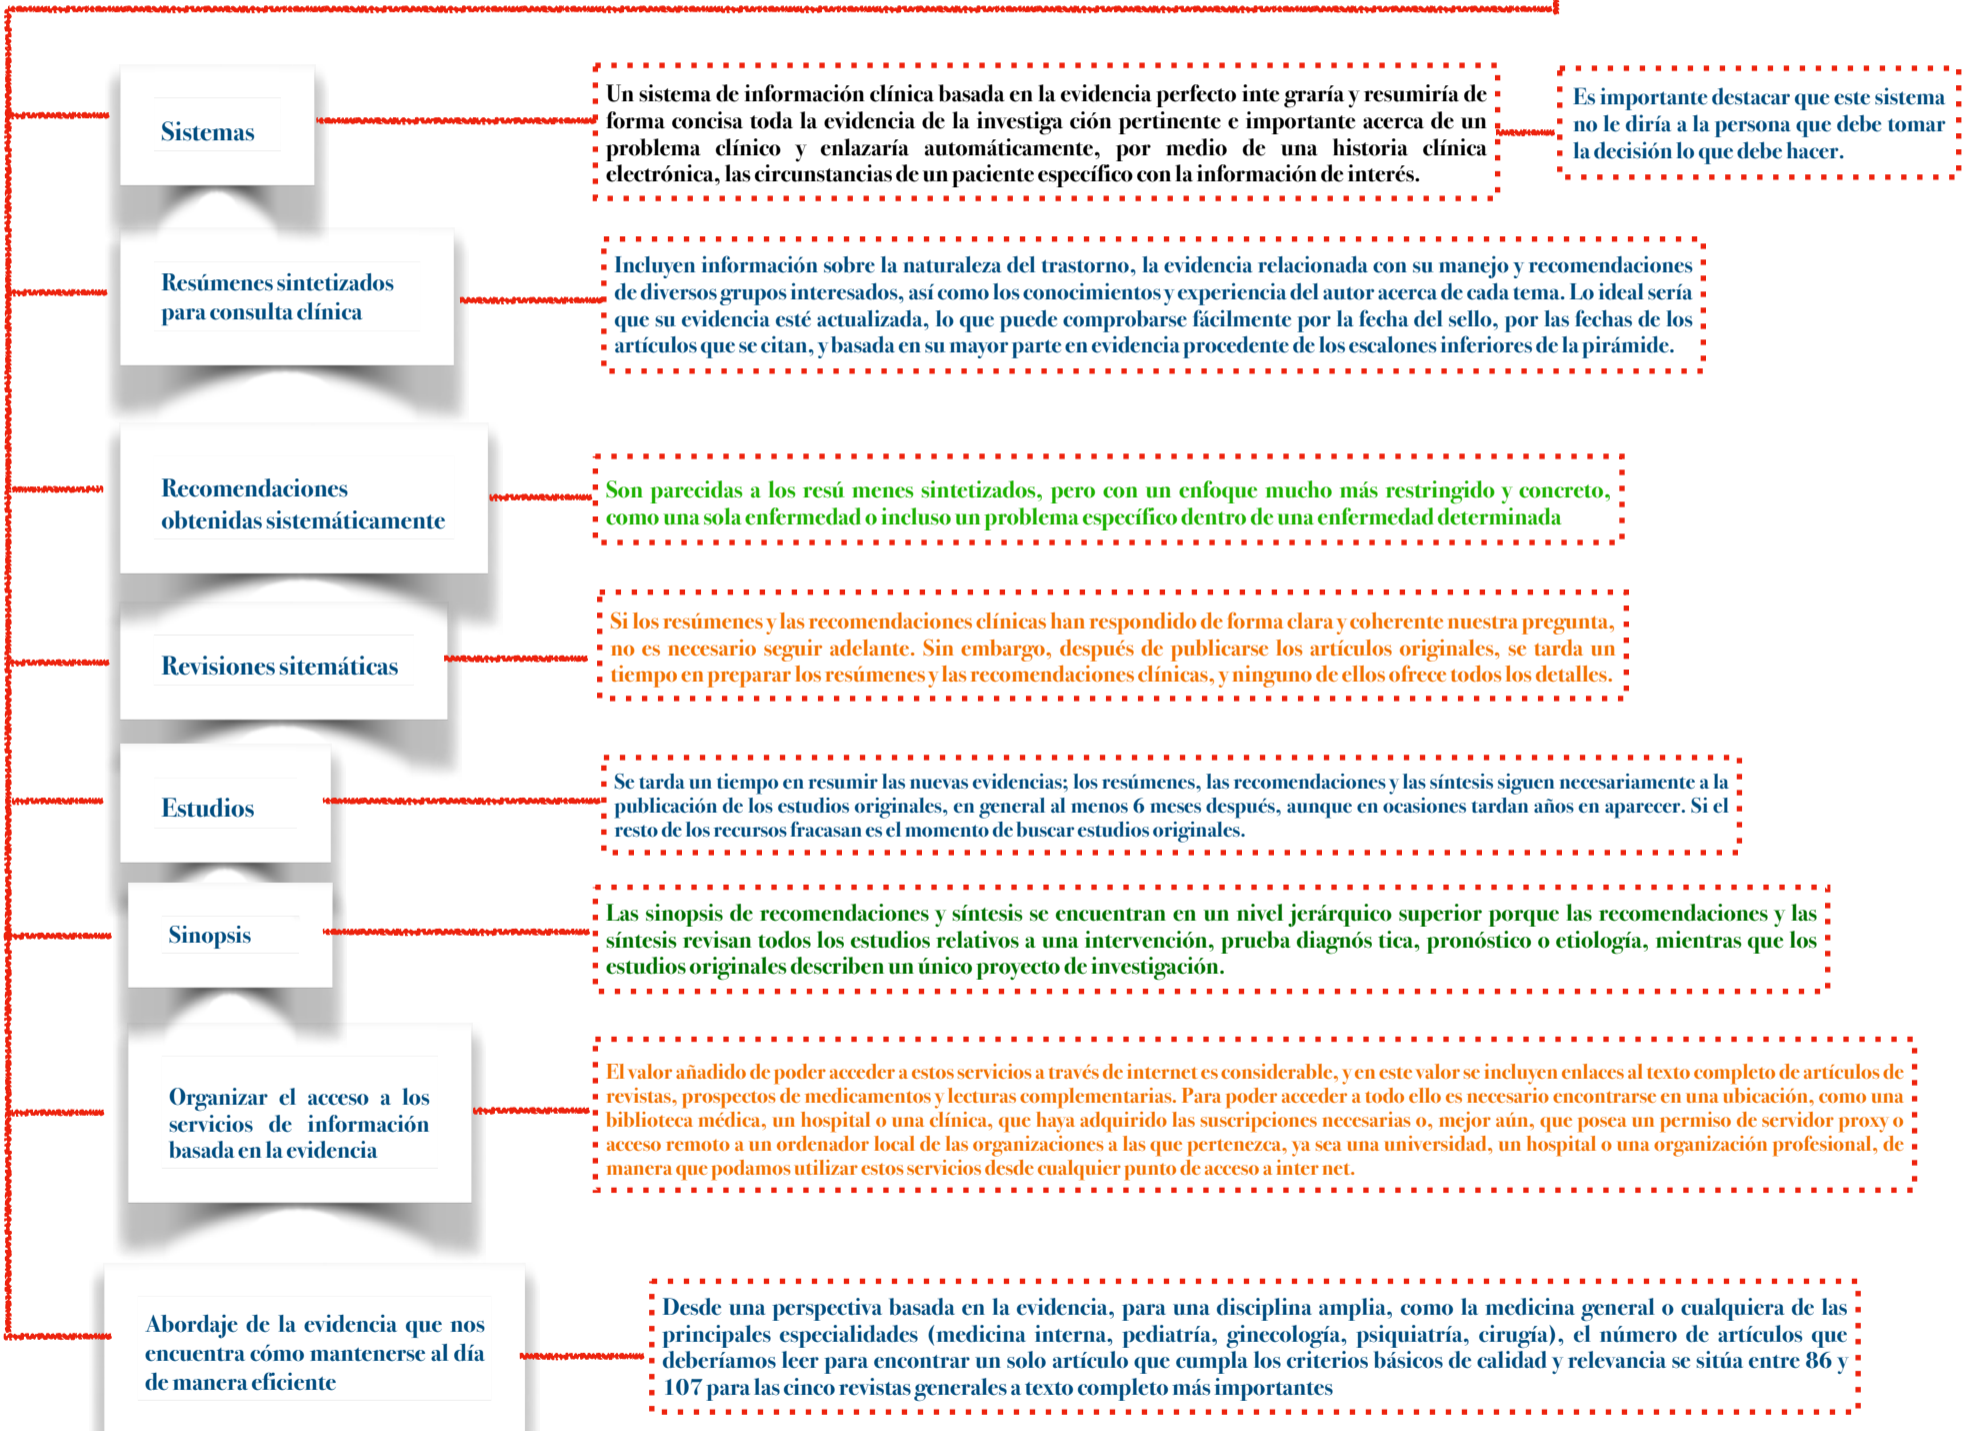 Sistemas
Un sistema de información clínica basada en la evidencia perfecto inte graría y resumiría de
forma concisa toda la evidencia de la investiga ción pertinente e importante acerca de un
problema clínico y enlazaría automáticamente, por medio de una historia clínica
electrónica, las circunstancias de un paciente específico con la información de interés.
Es importante destacar que este sistema
no le diría a la persona que debe tomar
la decisión lo que debe hacer.
Resúmenes sintetizados
para consulta clínica
Incluyen información sobre la naturaleza del trastorno, la evidencia relacionada con su manejo y recomendaciones
de diversos grupos interesados, así como los conocimientos y experiencia del autor acerca de cada tema. Lo ideal sería
que su evidencia esté actualizada, lo que puede comprobarse fácilmente por la fecha del sello, por las fechas de los
artículos que se citan, y basada en su mayor parte en evidencia procedente de los escalones inferiores de la pirámide.
Recomendaciones
obtenidas sistemáticamente
Son parecidas a los resú menes sintetizados, pero con un enfoque mucho más restringido y concreto,
como una sola enfermedad o incluso un problema específico dentro de una enfermedad determinada
Revisiones sitemáticas
Si los resúmenes y las recomendaciones clínicas han respondido de forma clara y coherente nuestra pregunta,
no es necesario seguir adelante. Sin embargo, después de publicarse los artículos originales, se tarda un
tiempo en preparar los resúmenes y las recomendaciones clínicas, y ninguno de ellos ofrece todos los detalles.
Estudios
Se tarda un tiempo en resumir las nuevas evidencias; los resúmenes, las recomendaciones y las síntesis siguen necesariamente a la
publicación de los estudios originales, en general al menos 6 meses después, aunque en ocasiones tardan años en aparecer. Si el
resto de los recursos fracasan es el momento de buscar estudios originales.
Sinopsis
Las sinopsis de recomendaciones y síntesis se encuentran en un nivel jerárquico superior porque las recomendaciones y las
síntesis revisan todos los estudios relativos a una intervención, prueba diagnós tica, pronóstico o etiología, mientras que los
estudios originales describen un único proyecto de investigación.
Organizar el acceso a los
servicios de información
basada en la evidencia
El valor añadido de poder acceder a estos servicios a través de internet es considerable, y en este valor se incluyen enlaces al texto completo de artículos de
revistas, prospectos de medicamentos y lecturas complementarias. Para poder acceder a todo ello es necesario encontrarse en una ubicación, como una
biblioteca médica, un hospital o una clínica, que haya adquirido las suscripciones necesarias o, mejor aún, que posea un permiso de servidor proxy o
acceso remoto a un ordenador local de las organizaciones a las que pertenezca, ya sea una universidad, un hospital o una organización profesional, de
manera que podamos utilizar estos servicios desde cualquier punto de acceso a inter net.
Abordaje de la evidencia que nos
encuentra cómo mantenerse al día
de manera eficiente
Desde una perspectiva basada en la evidencia, para una disciplina amplia, como la medicina general o cualquiera de las
principales especialidades (medicina interna, pediatría, ginecología, psiquiatría, cirugía), el número de artículos que
deberíamos leer para encontrar un solo artículo que cumpla los criterios básicos de calidad y relevancia se sitúa entre 86 y
107 para las cinco revistas generales a texto completo más importantes